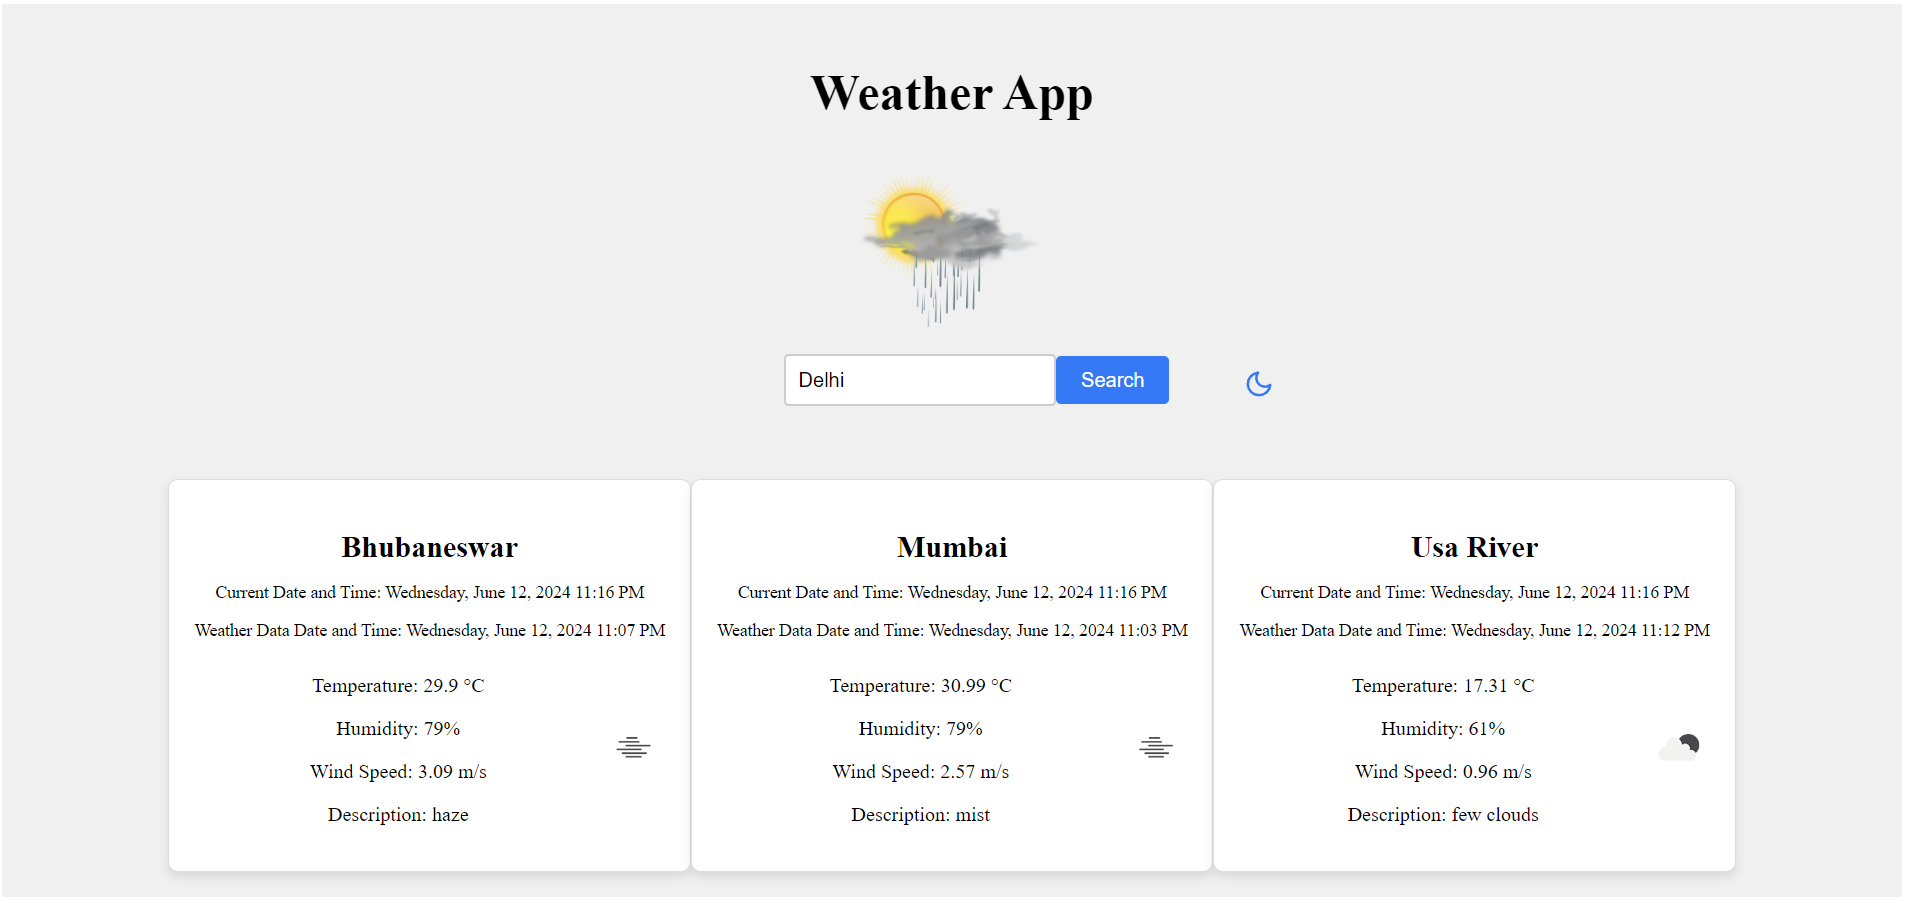 Weather App
Delhi
Search
Bhubaneswar
Current Date and Time: Wednesday, June 12, 2024 11:16 PM
Weather Data Date and Time: Wednesday, June 12, 2024 11:07 PM
Temperature: 29.9 °C
Humidity: 79%
Wind Speed: 3.09 m/s
Description: haze
Mumbai
Current Date and Time: Wednesday, June 12, 2024 11:16 PM
Weather Data Date and Time: Wednesday, June 12, 2024 11:03 PM
Temperature: 30.99 °C
Humidity: 79%
Wind Speed: 2.57 m/s
Description: mist
Usa River
Current Date and Time: Wednesday, June 12, 2024 11:16 PM
Weather Data Date and Time: Wednesday, June 12, 2024 11:12 PM
Temperature: 17.31 °C
Humidity: 61%
Wind Speed: 0.96 m/s
Description: few clouds